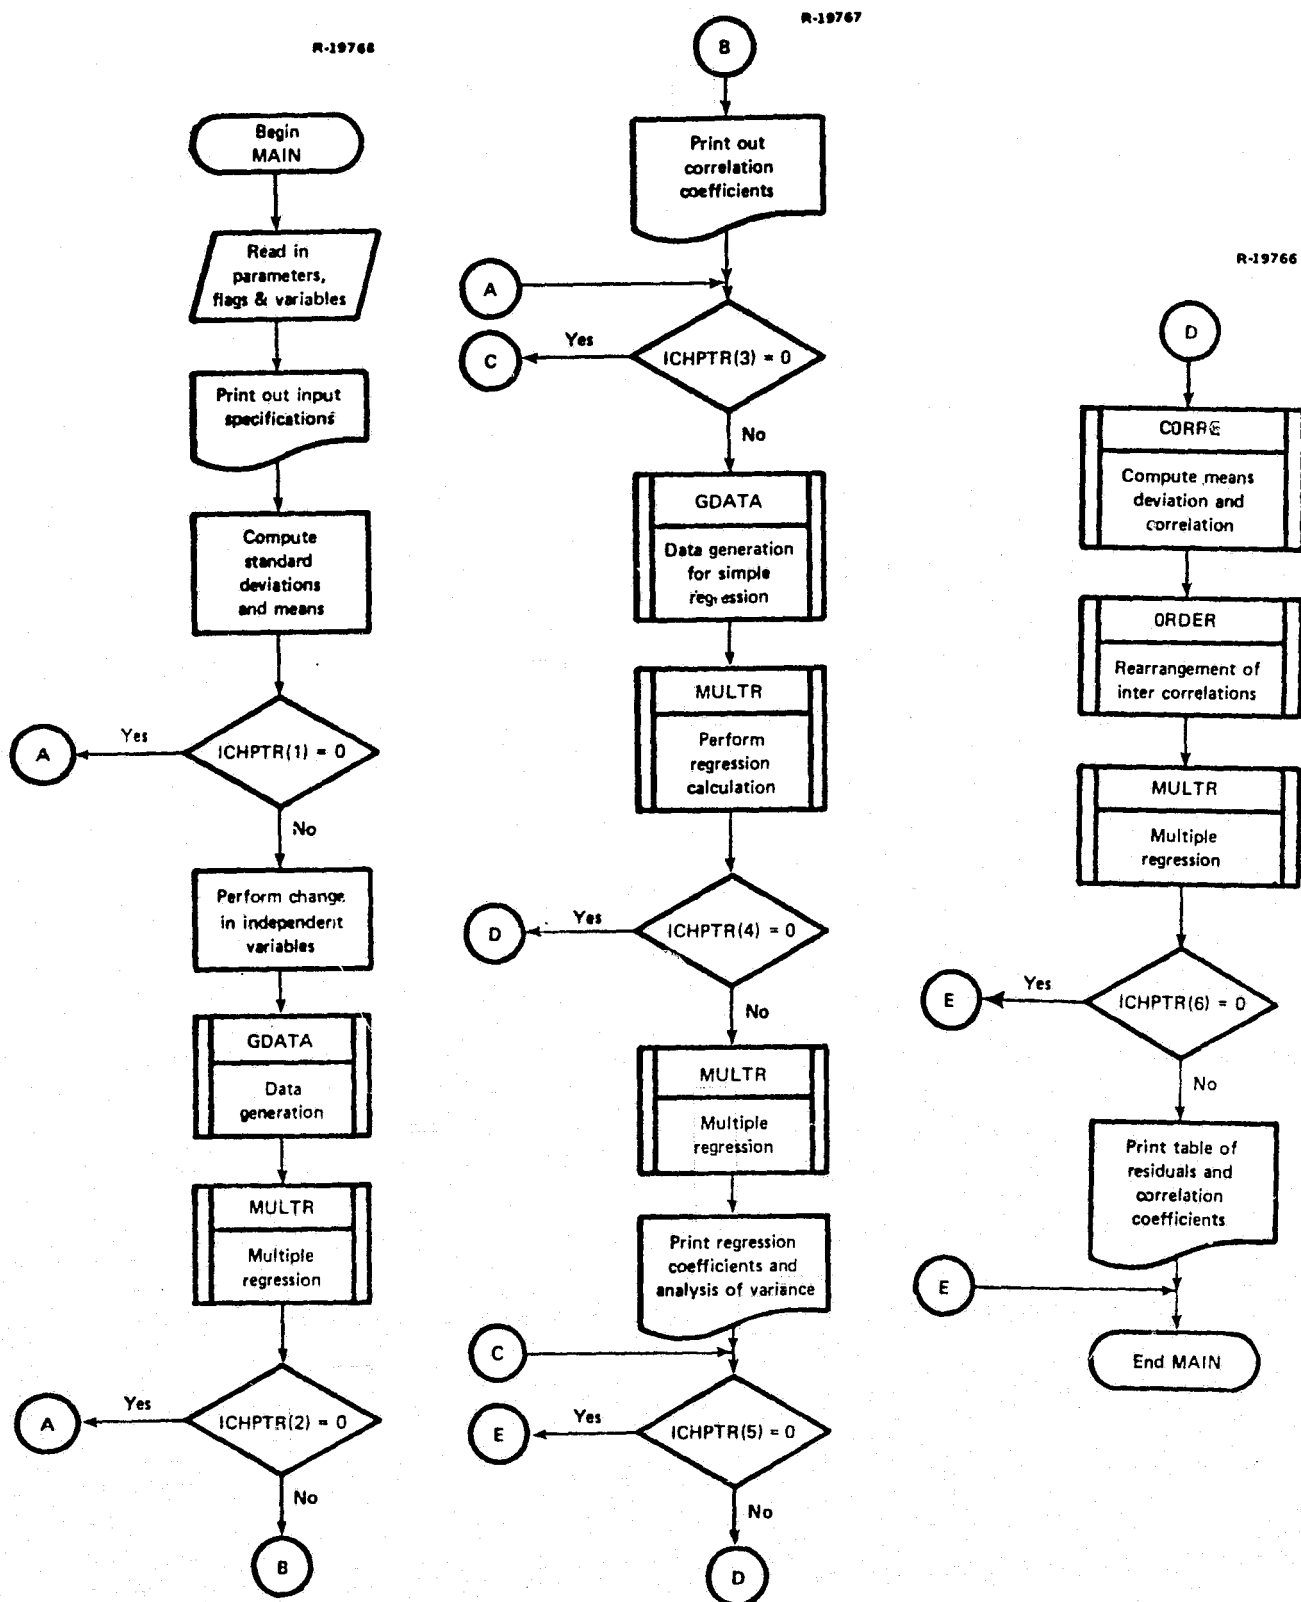 R-19768
Begin
MAIN
Read in
parameters,
flags & variables
Print out input
specifications
Compute
standard
deviations
and means
ICHPTR(1) = 0
Yes
A
No
Perform change
in independent
variables
GDATA
Data
generation
MULTR
Multiple
regression
ICHPTR(2) = 0
Yes
A
No
B
R-19767
B
Print out
correlation
coefficients
A
ICHPTR(3) = 0
Yes
C
No
GDATA
Data generation
for simple
regression
MULTR
Perform
regression
calculation
ICHPTR(4) = 0
Yes
D
No
MULTR
Multiple
regression
Print regression
coefficients and
analysis of variance
C
ICHPTR(5) = 0
Yes
E
No
D
R-19766
D
CORRE
Compute means
deviation and
correlation
ORDER
Rearrangement of
inter correlations
MULTR
Multiple
regression
ICHPTR(6) = 0
Yes
E
No
Print table of
residuals and
correlation
coefficients
E
End MAIN